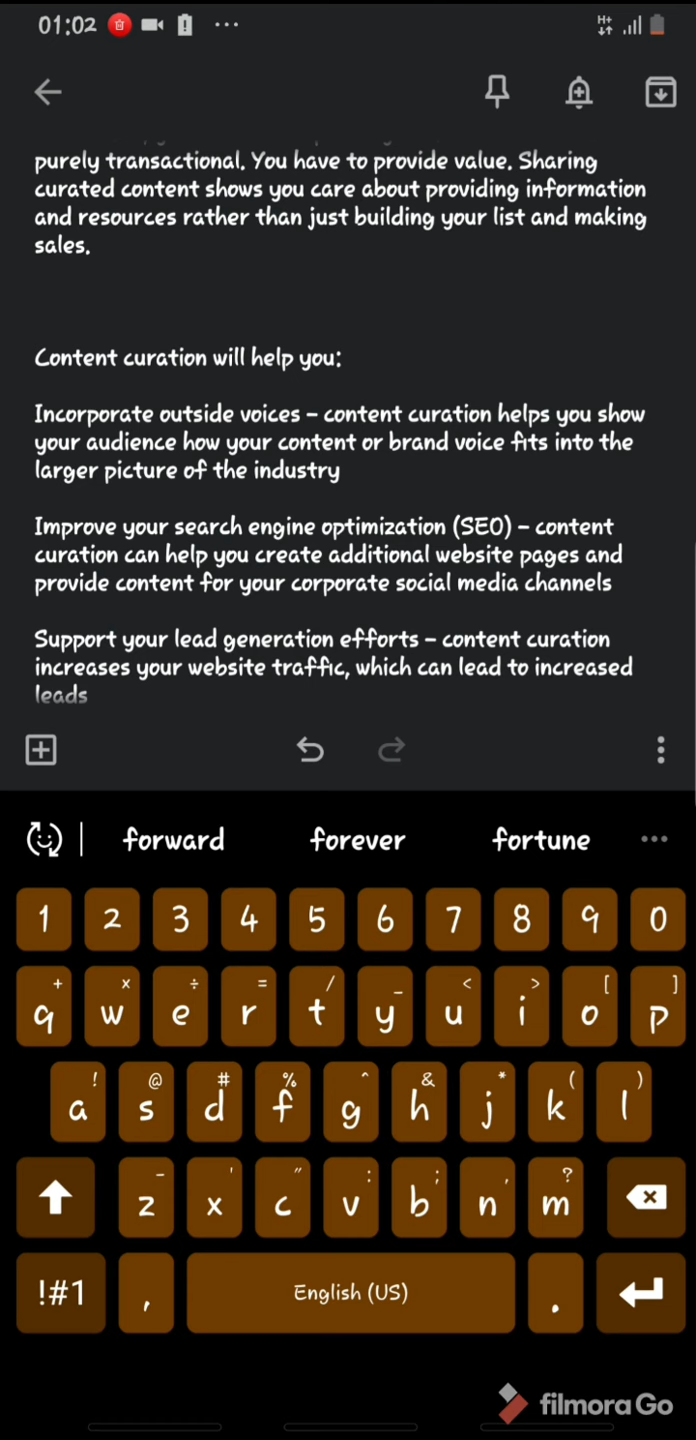 01:02
H+
purely transactional. You have to provide value. Sharing
curated content shows you care about providing information
and resources rather than just building your list and making
sales.
Content curation will help you:
Incorporate outside voices – content curation helps you show
your audience how your content or brand voice fits into the
larger picture of the industry
Improve your search engine optimization (SEO) – content
curation can help you create additional website pages and
provide content for your corporate social media channels
Support your lead generation efforts – content curation
increases your website traffic, which can lead to increased
leads
forward forever fortune
1 2 3 4 5 6 7 8 9 0
+ × ÷ = / _ < > [ ]
q w e r t y u i o p
! @ # % ^ & * ( )
a s d f g h j k l
- ' " : ; , ?
z x c v b n m
!#1 , English (US) .
filmoraGo